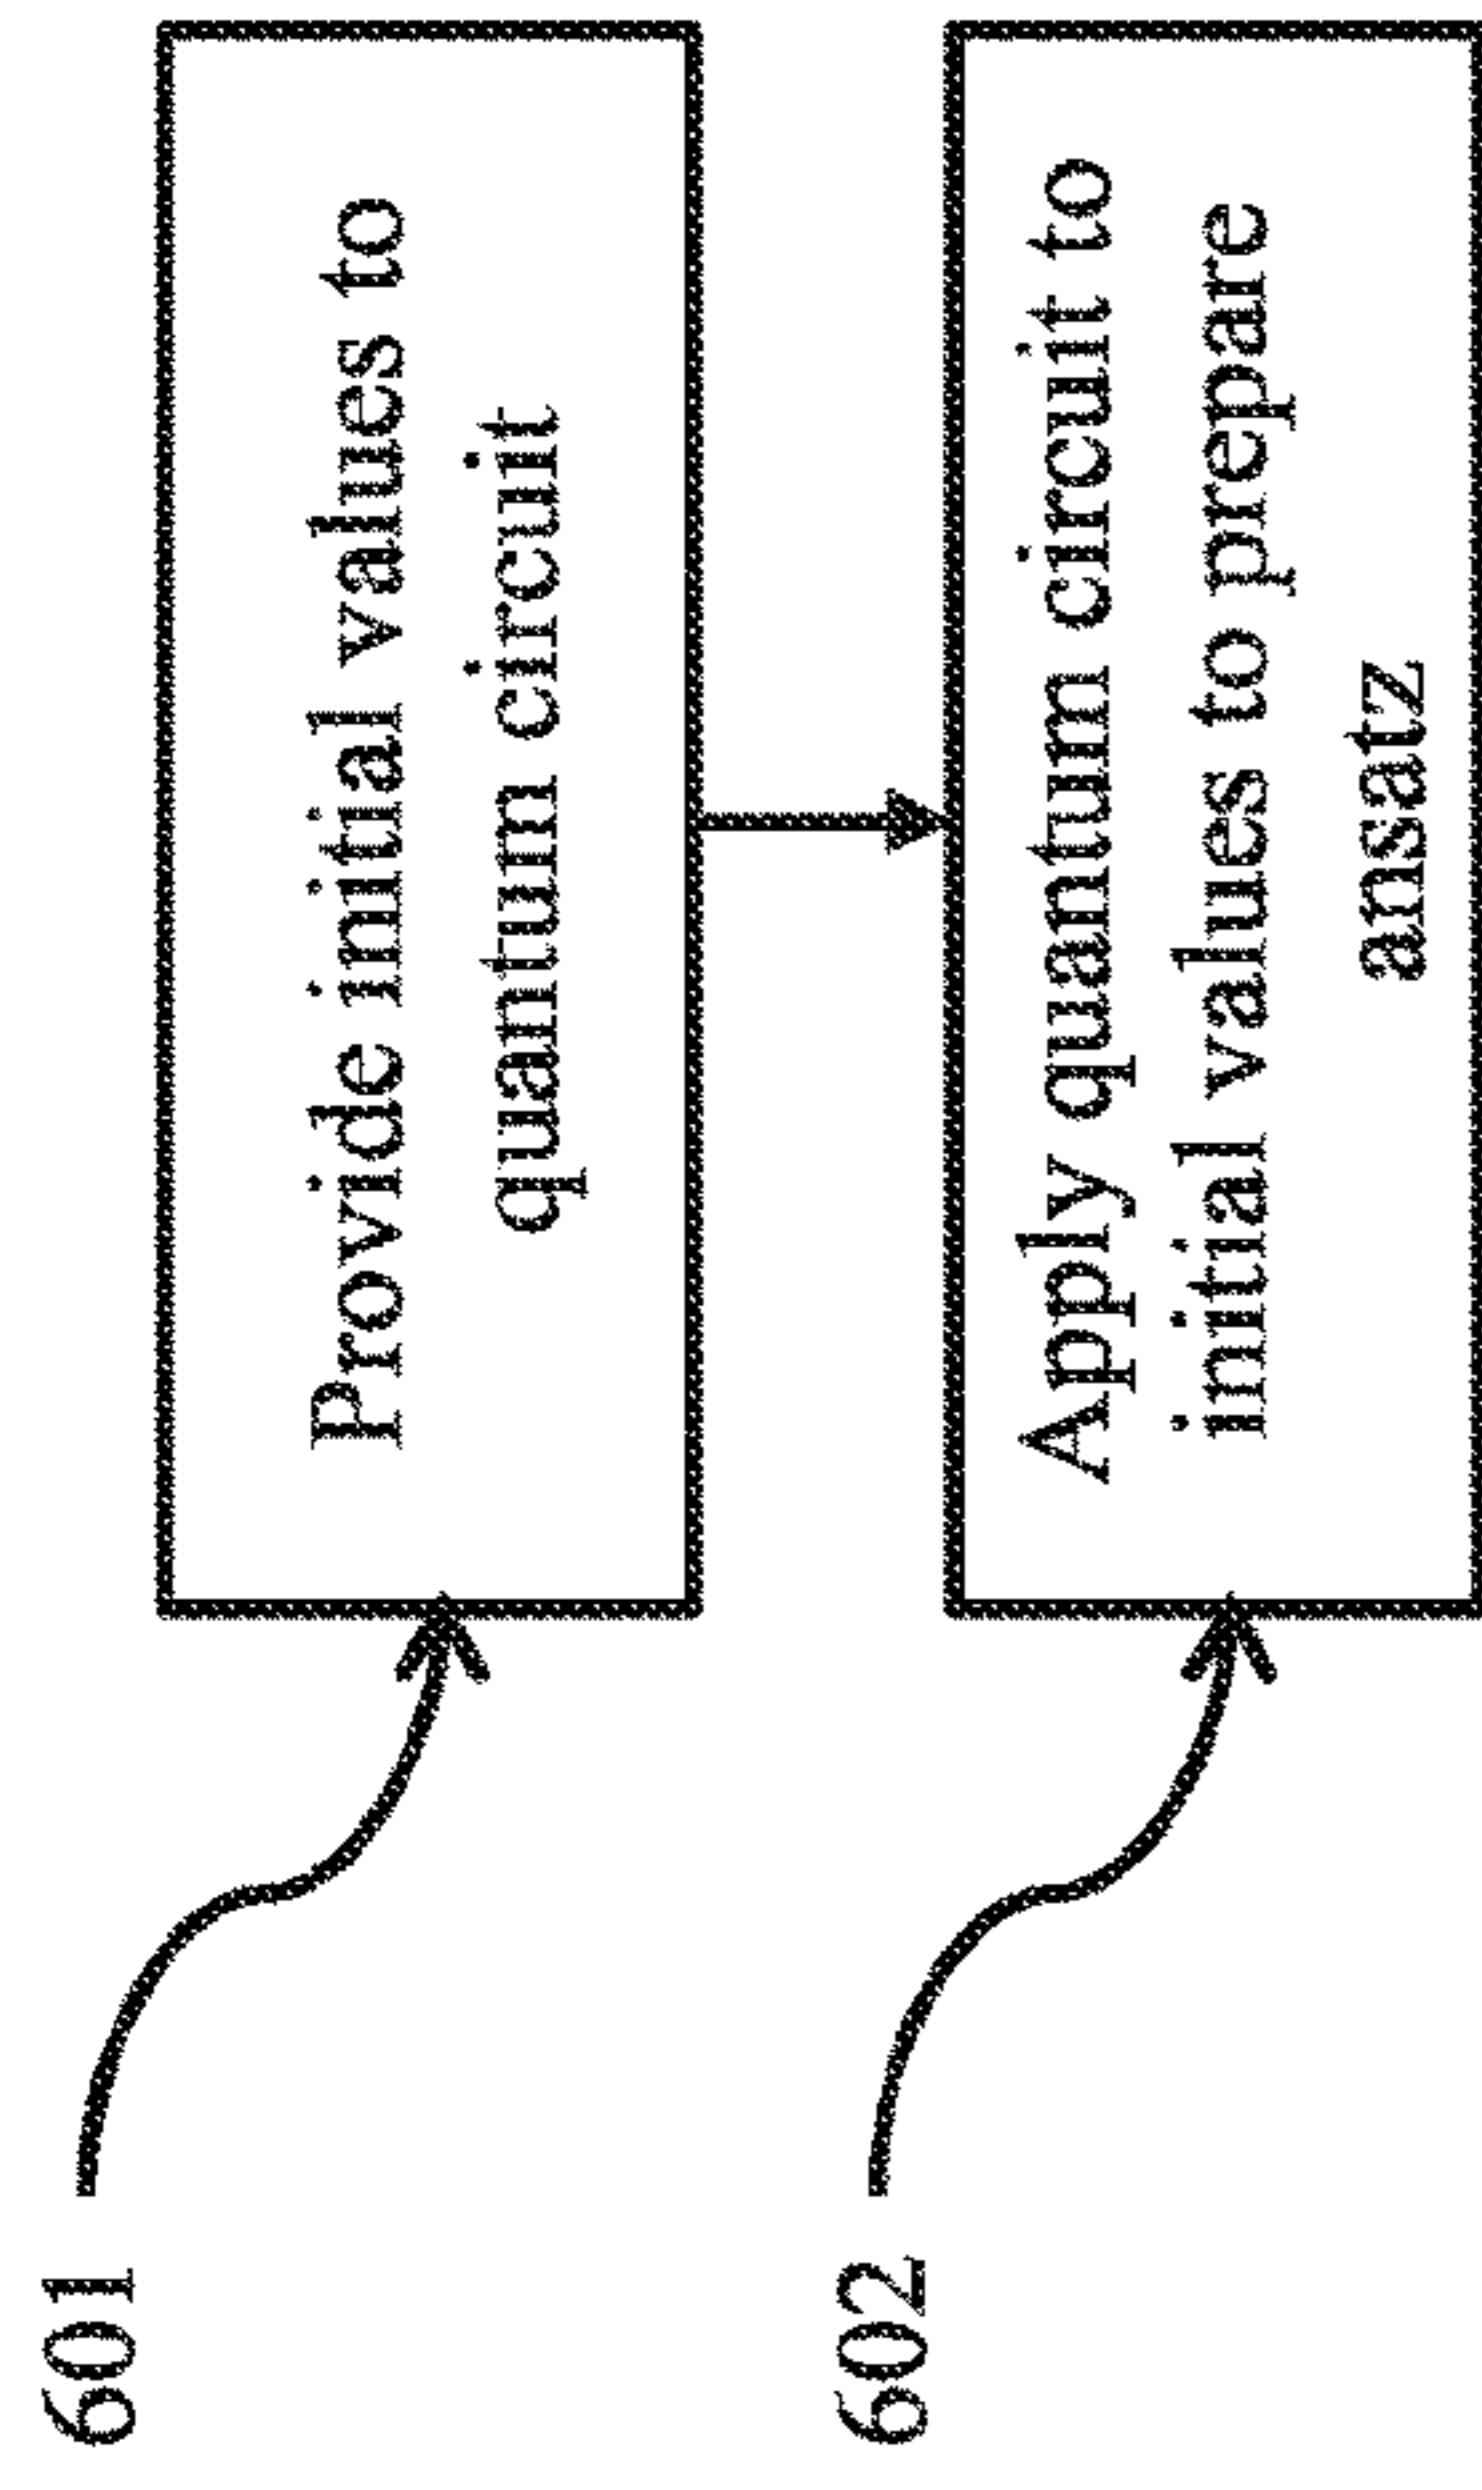 601
Provide initial values to
quantum circuit
602
Apply quantum circuit to
initial values to prepare
ansatz